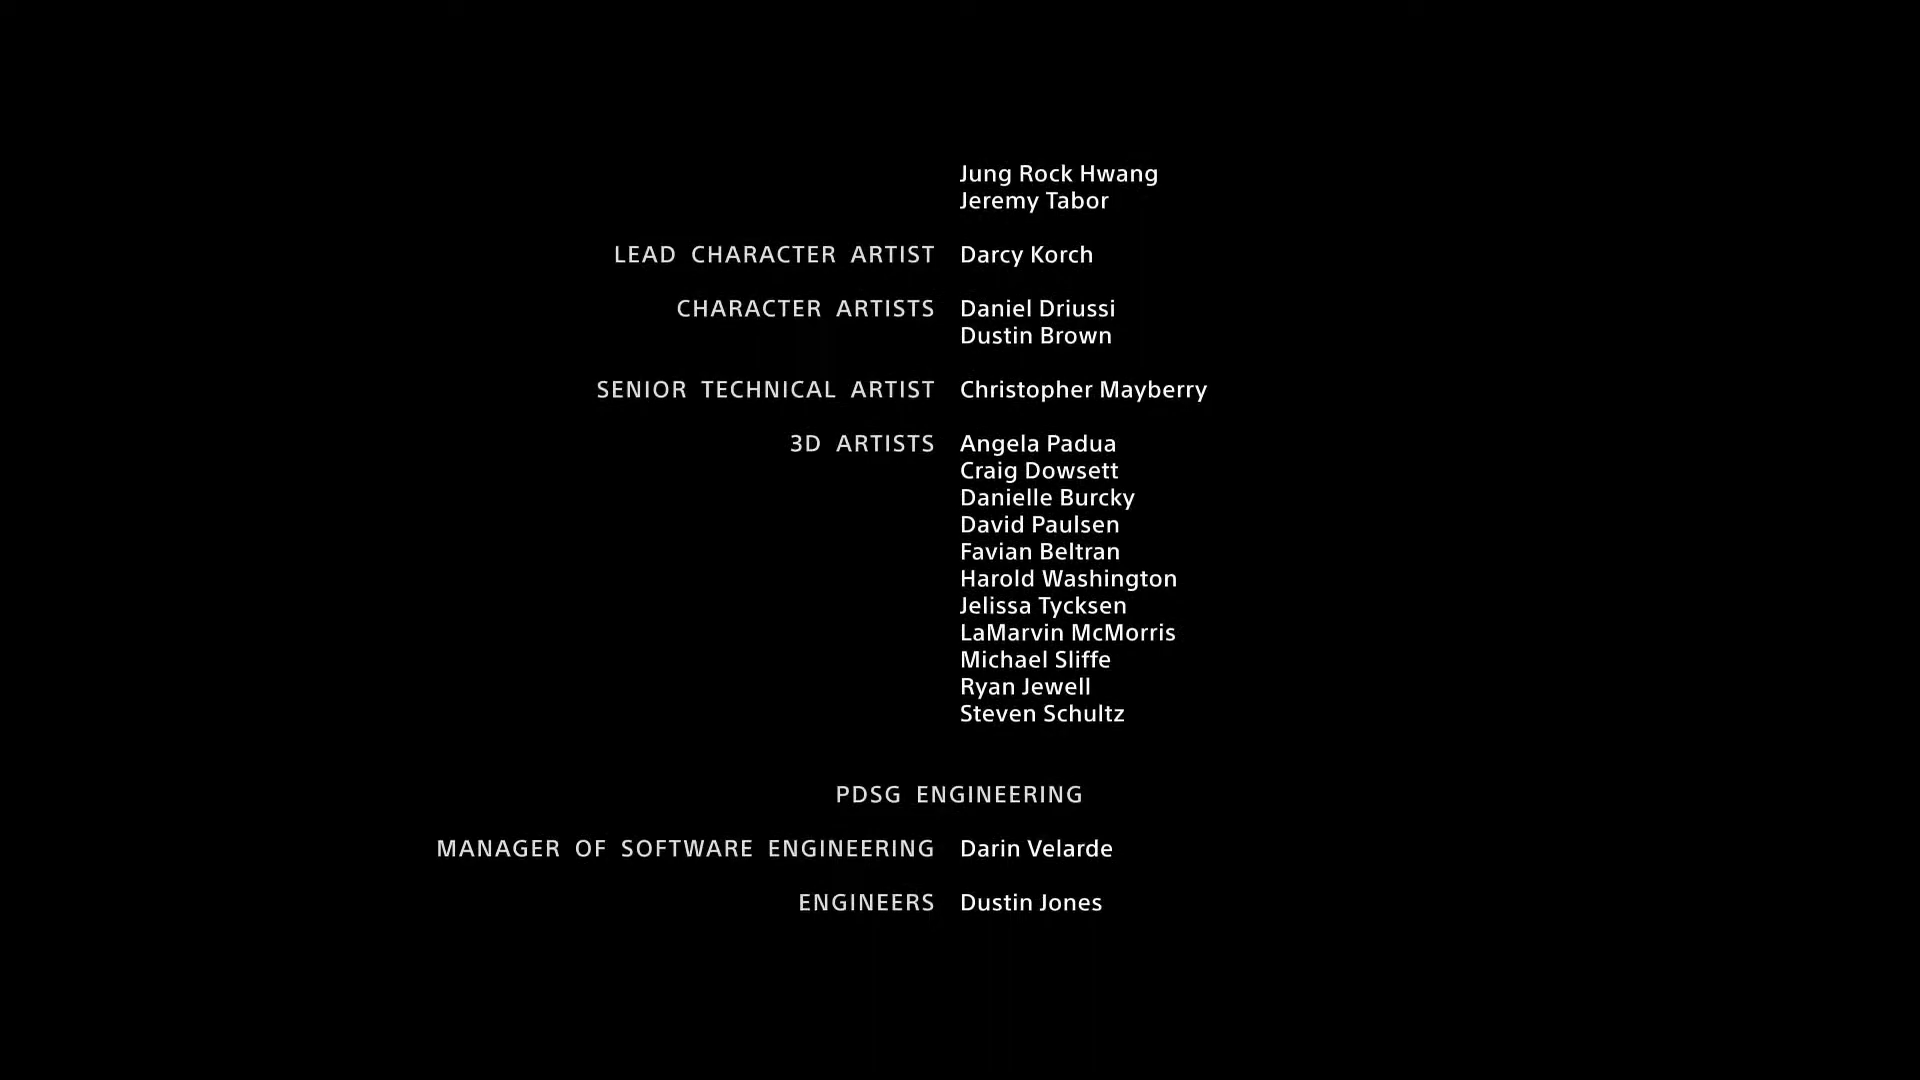 Jung Rock Hwang
Jeremy Tabor
LEAD CHARACTER ARTIST Darcy Korch
CHARACTER ARTISTS Daniel Driussi
Dustin Brown
SENIOR TECHNICAL ARTIST Christopher Mayberry
3D ARTISTS Angela Padua
Craig Dowsett
Danielle Burcky
David Paulsen
Favian Beltran
Harold Washington
Jelissa Tycksen
LaMarvin McMorris
Michael Sliffe
Ryan Jewell
Steven Schultz
PDSG ENGINEERING
MANAGER OF SOFTWARE ENGINEERING Darin Velarde
ENGINEERS Dustin Jones